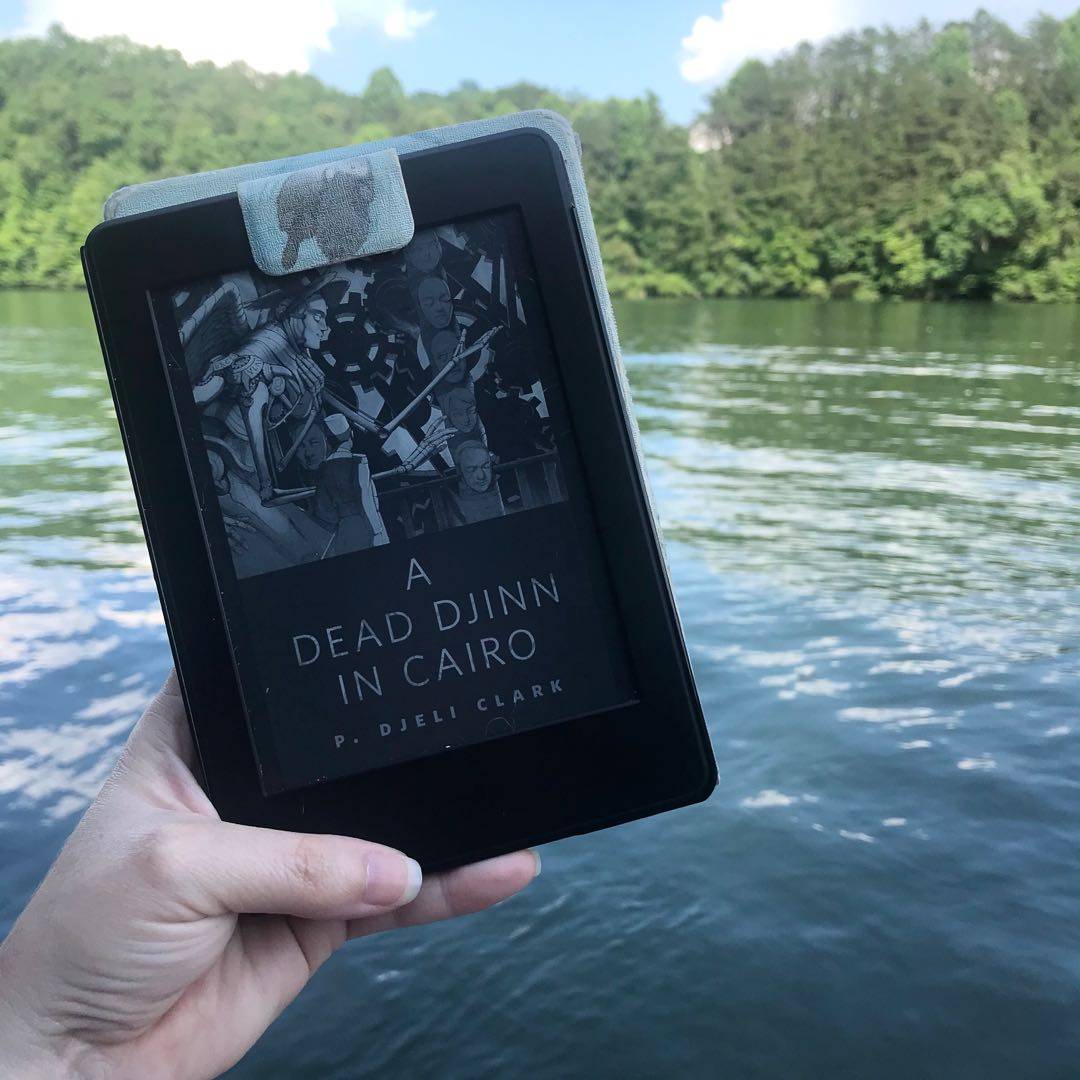 A
DEAD DJINN
IN CAIRO
P. DJELI CLARK